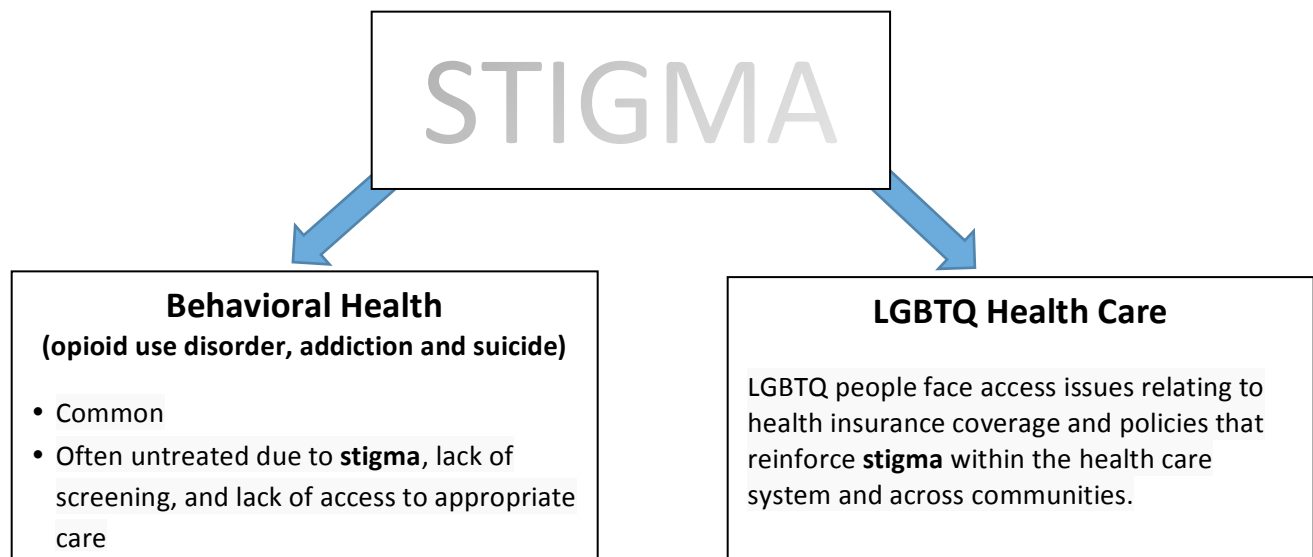 STIGMA
Behavioral Health
(opioid use disorder, addiction and suicide)
• Common
• Often untreated due to stigma, lack of
screening, and lack of access to appropriate
care
LGBTQ Health Care
LGBTQ people face access issues relating to
health insurance coverage and policies that
reinforce stigma within the health care
system and across communities.